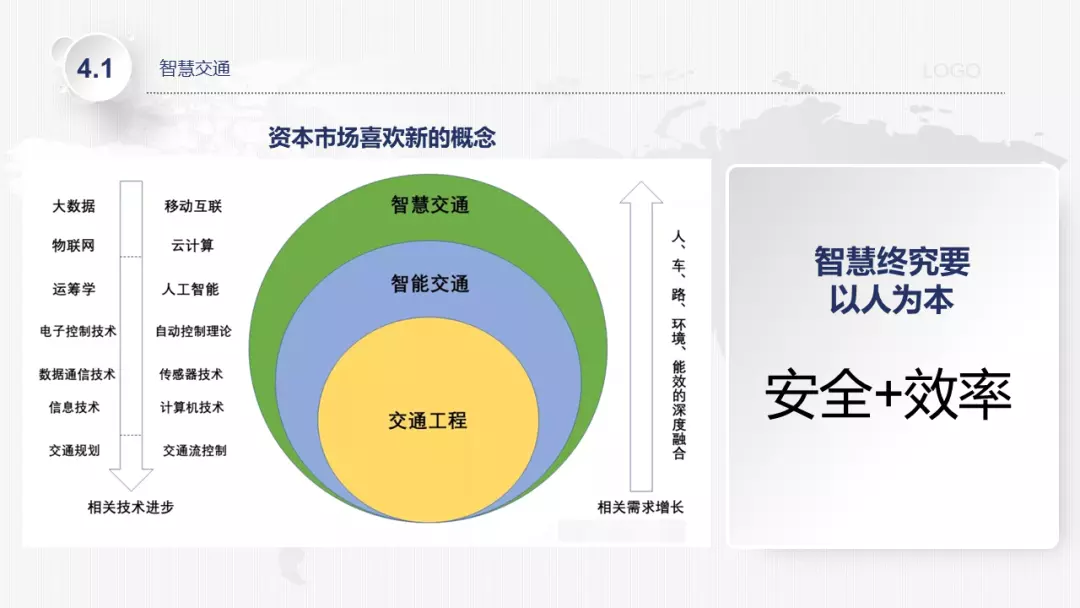 4.1
智慧交通
LOGO
资本市场喜欢新的概念
大数据 移动互联
物联网 云计算
运筹学 人工智能
电子控制技术 自动控制理论
数据通信技术 传感器技术
信息技术 计算机技术
交通规划 交通流控制
相关技术进步
智慧交通
智能交通
交通工程
人、车、路、环境、能效的深度融合
相关需求增长
智慧终究要
以人为本
安全+效率